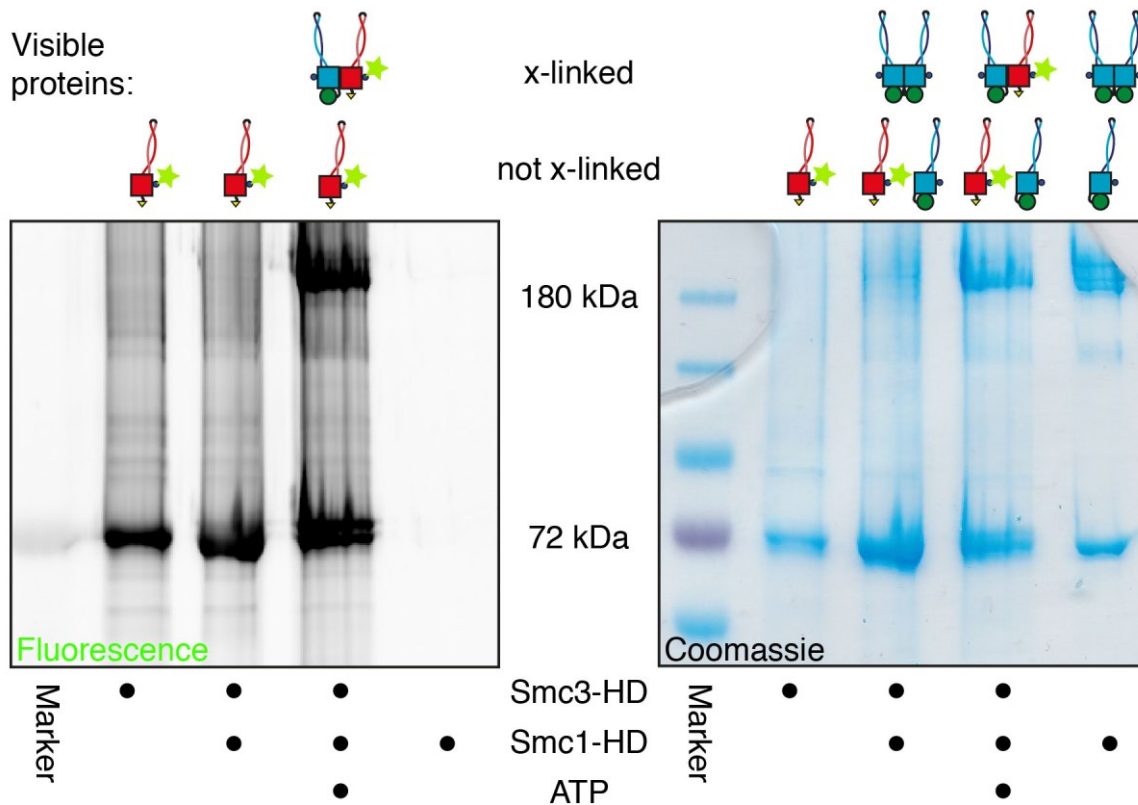 Visible
proteins:
x-linked
not x-linked
180 kDa
72 kDa
Fluorescence
Coomassie
Marker
Smc3-HD
Smc1-HD
ATP
Marker